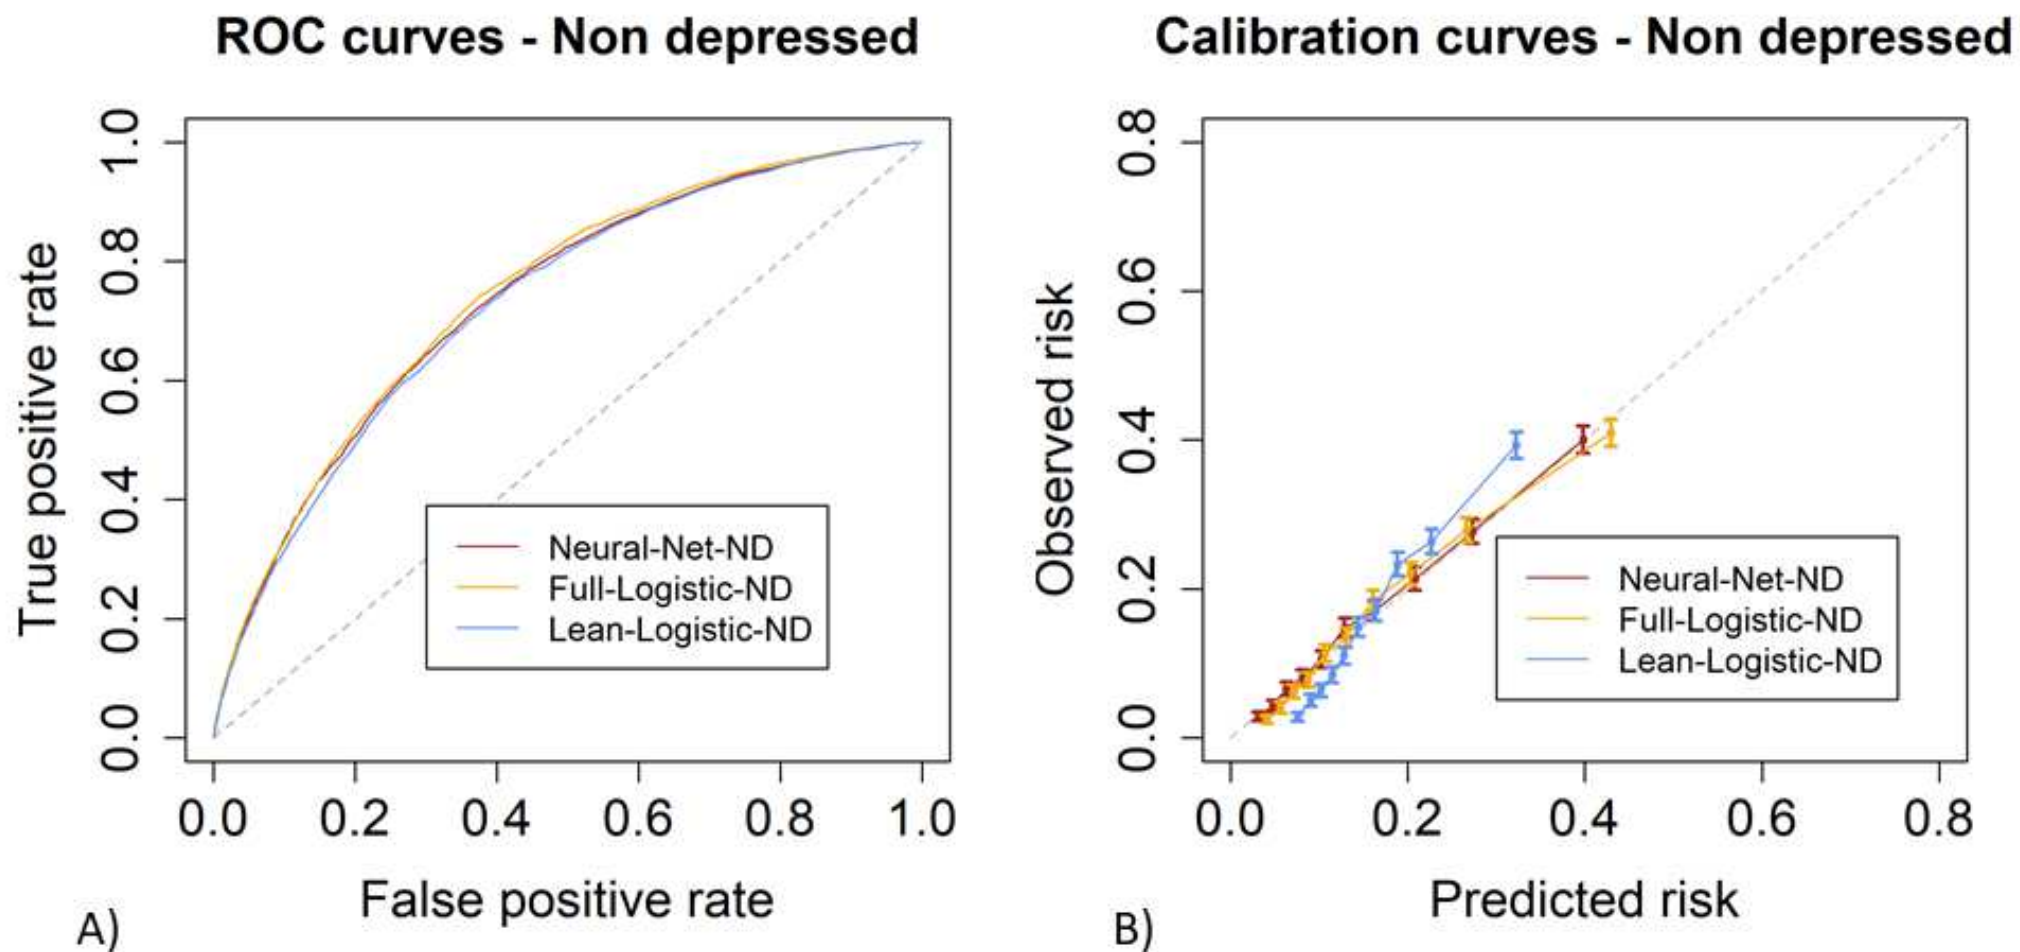 ROC curves - Non depressed
True positive rate
1.0
0.8
0.6
0.4
0.2
0.0
Neural-Net-ND
Full-Logistic-ND
Lean-Logistic-ND
0.0 0.2 0.4 0.6 0.8 1.0
False positive rate
A)
Calibration curves - Non depressed
Observed risk
0.8
0.6
0.4
0.2
0.0
Neural-Net-ND
Full-Logistic-ND
Lean-Logistic-ND
0.0 0.2 0.4 0.6 0.8
Predicted risk
B)